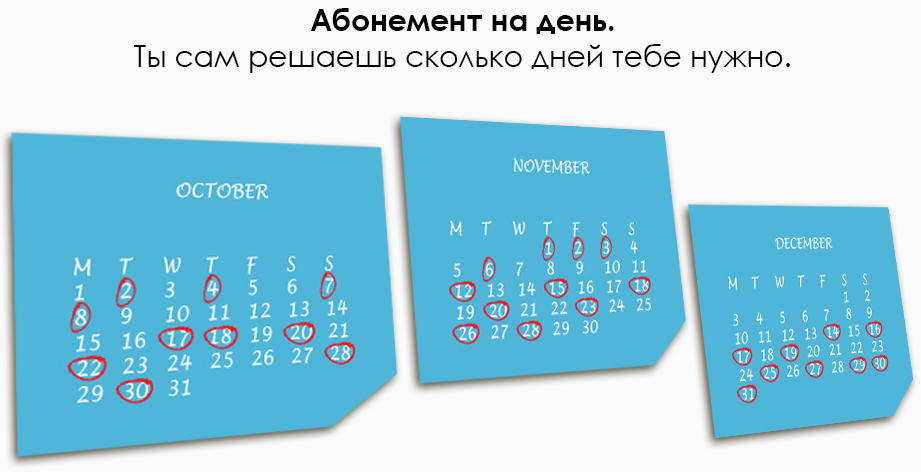 Абонемент на день.
Ты сам решаешь сколько дней тебе нужно.
OCTOBER
M T W T F S S
1 2 3 4 5 6 7
8 9 10 11 12 13 14
15 16 17 18 19 20 21
22 23 24 25 26 27 28
29 30 31
NOVEMBER
M T W T F S S
1 2 3 4
5 6 7 8 9 10 11
12 13 14 15 16 17 18
19 20 21 22 23 24 25
26 27 28 29 30
DECEMBER
M T W T F S S
1 2
3 4 5 6 7 8 9
10 11 12 13 14 15 16
17 18 19 20 21 22 23
24 25 26 27 28 29 30
31